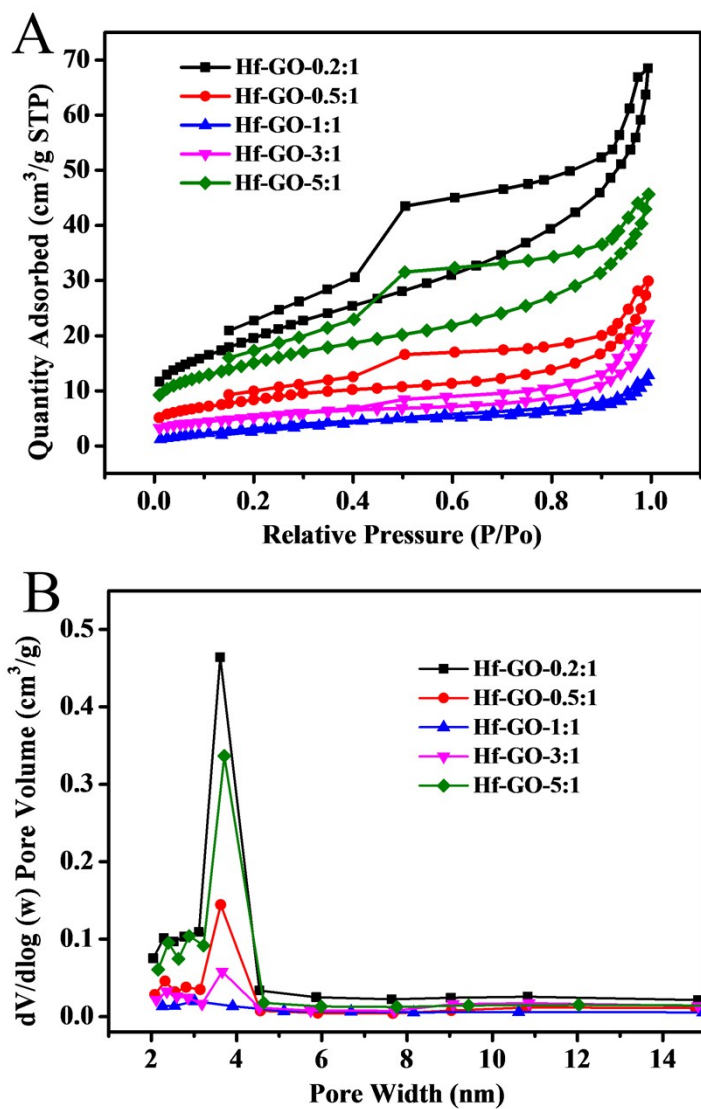 A
Quantity Adsorbed (cm³/g STP)
70
60
50
40
30
20
10
0
Hf-GO-0.2:1
Hf-GO-0.5:1
Hf-GO-1:1
Hf-GO-3:1
Hf-GO-5:1
0.0 0.2 0.4 0.6 0.8 1.0
Relative Pressure (P/Po)
B
dV/dlog (w) Pore Volume (cm³/g)
0.5
0.4
0.3
0.2
0.1
0.0
Hf-GO-0.2:1
Hf-GO-0.5:1
Hf-GO-1:1
Hf-GO-3:1
Hf-GO-5:1
2 4 6 8 10 12 14
Pore Width (nm)